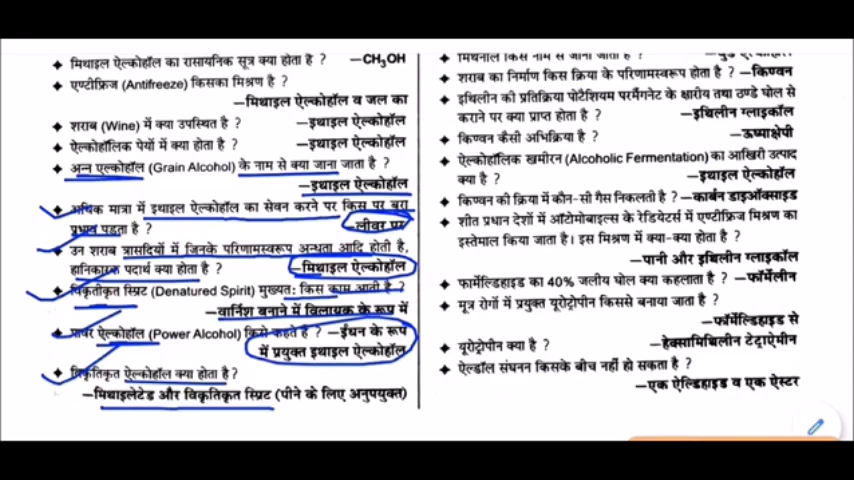 ✦ मिथाइल ऐल्कोहॉल का रासायनिक सूत्र क्या होता है ? —CH₃OH
✦ एण्टीफ्रिज (Antifreeze) किसका मिश्रण है ?
—मिथाइल ऐल्कोहॉल व जल का
✦ शराब (Wine) में क्या उपस्थित है ? —इथाइल ऐल्कोहॉल
✦ ऐल्कोहॉलिक पेयों में क्या होता है ? —इथाइल ऐल्कोहॉल
✦ अन्न एल्कोहॉल (Grain Alcohol) के नाम से क्या जाना जाता है ?
—इथाइल ऐल्कोहॉल
✦ अधिक मात्रा में इथाइल ऐल्कोहॉल का सेवन करने पर किस पर बुरा
प्रभाव पड़ता है ? —लीवर पर
✦ उन शराब त्रासदियों में जिनके परिणामस्वरूप अन्धता आदि होती है,
हानिकारक पदार्थ क्या होता है ? —मिथाइल ऐल्कोहॉल
✦ विकृतीकृत स्प्रिट (Denatured Spirit) मुख्यतः किस काम आती है ?
—वार्निश बनाने में विलायक के रूप में
✦ पावर ऐल्कोहॉल (Power Alcohol) किसे कहते हैं ? —ईंधन के रूप
में प्रयुक्त इथाइल ऐल्कोहॉल
✦ विकृतिकृत ऐल्कोहॉल क्या होता है?
—मिथाइलेटेड और विकृतिकृत स्प्रिट (पीने के लिए अनुपयुक्त)
✦ मिथेनॉल किस नाम से जाना जाता है ?
✦ शराब का निर्माण किस क्रिया के परिणामस्वरूप होता है ? —किण्वन
✦ इथिलीन की प्रतिक्रिया पोटैशियम परमैंगनेट के क्षारीय तथा ठण्डे घोल से
कराने पर क्या प्राप्त होता है ? —इथिलीन ग्लाइकॉल
✦ किण्वन कैसी अभिक्रिया है ? —ऊष्माक्षेपी
✦ ऐल्कोहॉलिक खमीरन (Alcoholic Fermentation) का आखिरी उत्पाद
क्या है ? —इथाइल ऐल्कोहॉल
✦ किण्वन की क्रिया में कौन-सी गैस निकलती है ? —कार्बन डाइऑक्साइड
✦ शीत प्रधान देशों में ऑटोमोबाइल्स के रेडियेटर्स में एण्टीफ्रिज मिश्रण का
इस्तेमाल किया जाता है। इस मिश्रण में क्या-क्या होता है ?
—पानी और इथिलीन ग्लाइकॉल
✦ फार्मेल्डिहाइड का 40% जलीय घोल क्या कहलाता है ? —फॉर्मेलीन
✦ मूत्र रोगों में प्रयुक्त यूरोट्रोपीन किससे बनाया जाता है ?
—फॉर्मेल्डिहाइड से
✦ यूरोट्रोपीन क्या है ? —हेक्सामिथिलीन टेट्राऐमीन
✦ ऐल्डॉल संघनन किसके बीच नहीं हो सकता है ?
—एक ऐल्डिहाइड व एक ऐस्टर